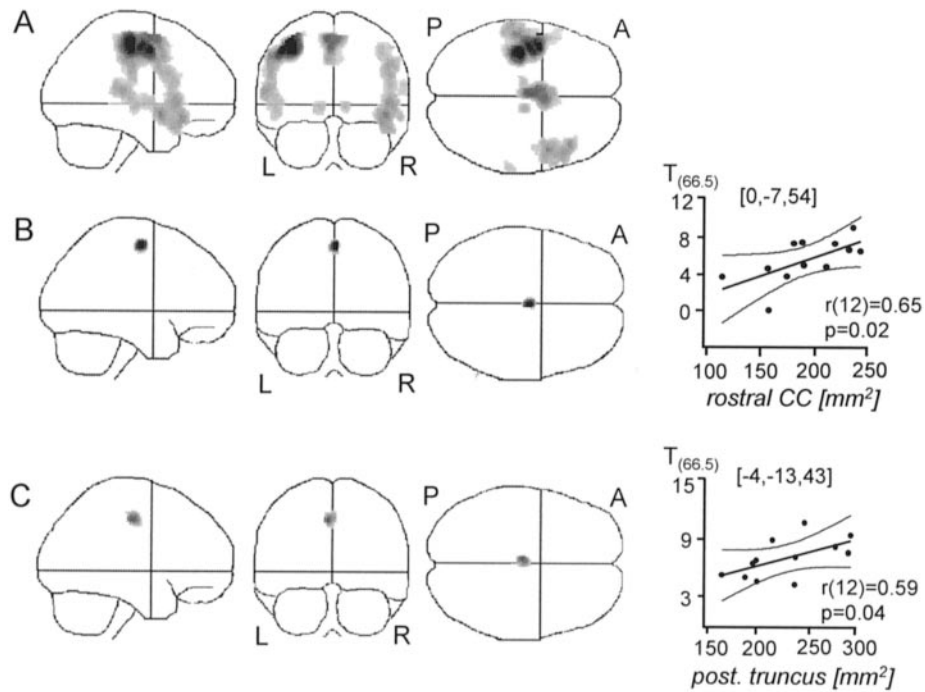 A
P
A
L
R
T(66.5)
12
8
4
0
[0,-7,54]
r(12)=0.65
p=0.02
100 150 200 250
rostral CC [mm²]
B
P
A
L
R
T(66.5)
15
9
3
[-4,-13,43]
r(12)=0.59
p=0.04
150 200 250 300
post. truncus [mm²]
C
P
A
L
R